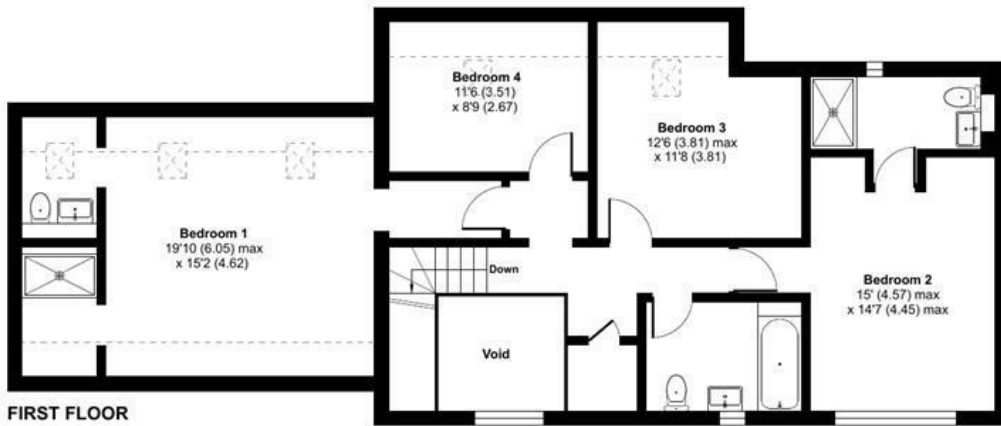 Bedroom 4
11'6 (3.51)
x 8'9 (2.67)
Bedroom 3
12'6 (3.81) max
x 11'8 (3.81)
Bedroom 1
19'10 (6.05) max
x 15'2 (4.62)
Down
Bedroom 2
15' (4.57) max
x 14'7 (4.45) max
Void
FIRST FLOOR